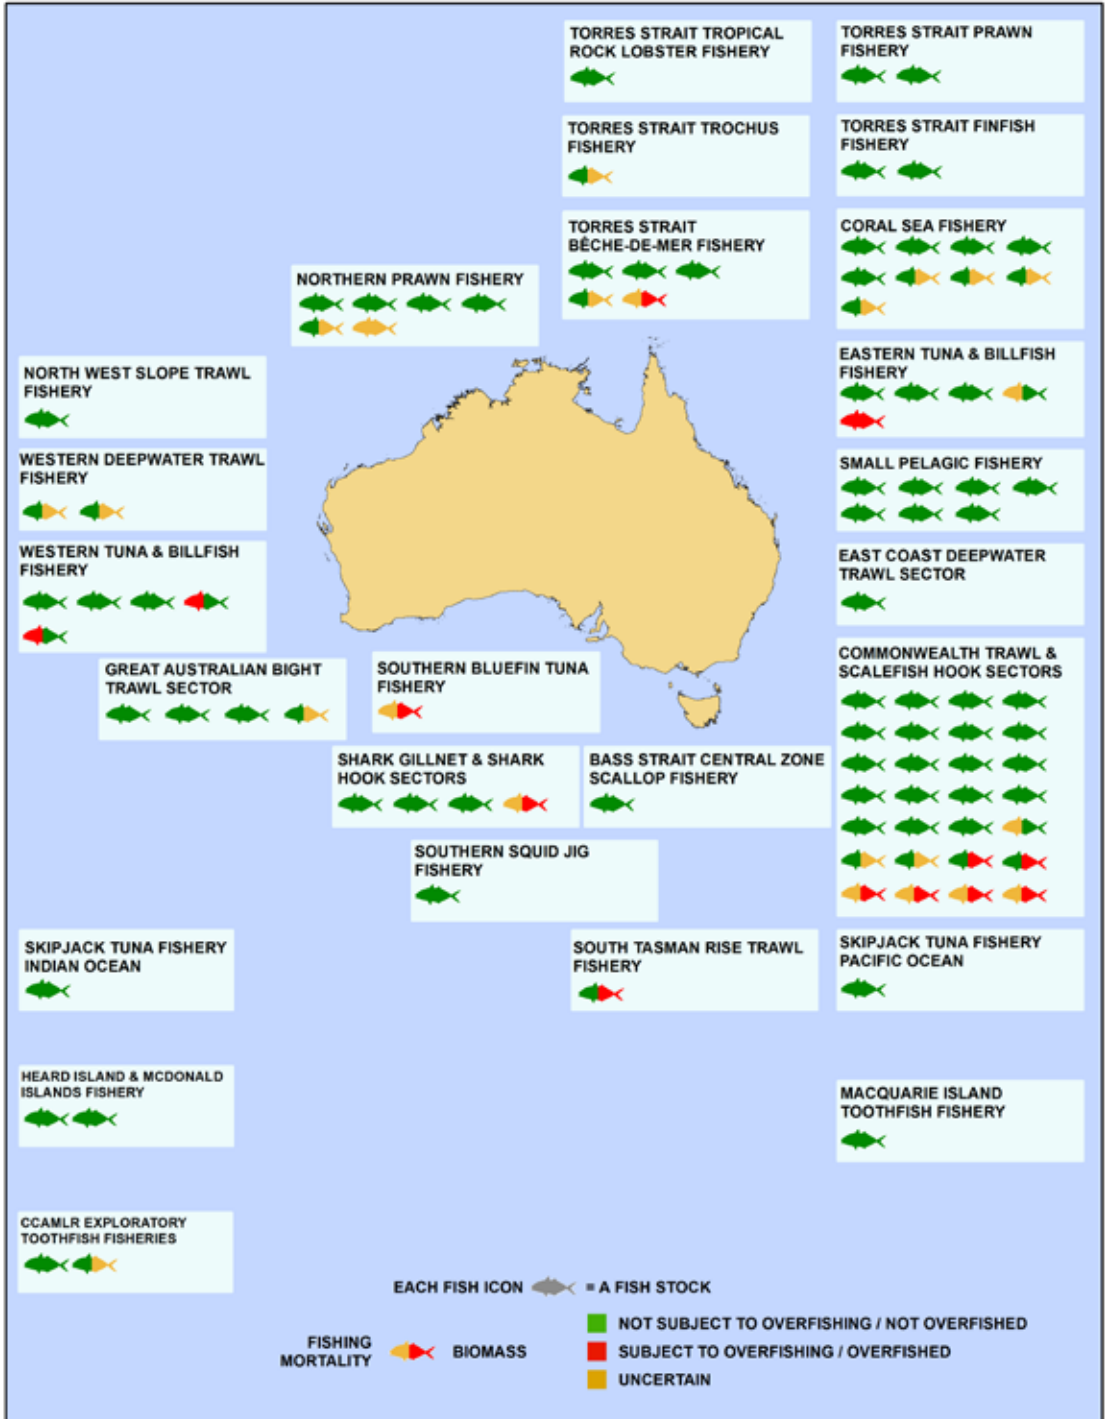 TORRES STRAIT TROPICAL
ROCK LOBSTER FISHERY
TORRES STRAIT PRAWN
FISHERY
TORRES STRAIT TROCHUS
FISHERY
TORRES STRAIT FINFISH
FISHERY
TORRES STRAIT
BÊCHE-DE-MER FISHERY
CORAL SEA FISHERY
NORTHERN PRAWN FISHERY
EASTERN TUNA & BILLFISH
FISHERY
NORTH WEST SLOPE TRAWL
FISHERY
WESTERN DEEPWATER TRAWL
FISHERY
SMALL PELAGIC FISHERY
WESTERN TUNA & BILLFISH
FISHERY
EAST COAST DEEPWATER
TRAWL SECTOR
GREAT AUSTRALIAN BIGHT
TRAWL SECTOR
SOUTHERN BLUEFIN TUNA
FISHERY
COMMONWEALTH TRAWL &
SCALEFISH HOOK SECTORS
SHARK GILLNET & SHARK
HOOK SECTORS
BASS STRAIT CENTRAL ZONE
SCALLOP FISHERY
SOUTHERN SQUID JIG
FISHERY
SKIPJACK TUNA FISHERY
INDIAN OCEAN
SOUTH TASMAN RISE TRAWL
FISHERY
SKIPJACK TUNA FISHERY
PACIFIC OCEAN
HEARD ISLAND & MCDONALD
ISLANDS FISHERY
MACQUARIE ISLAND
TOOTHFISH FISHERY
CCAMLR EXPLORATORY
TOOTHFISH FISHERIES
EACH FISH ICON = A FISH STOCK
FISHING
MORTALITY
BIOMASS
NOT SUBJECT TO OVERFISHING / NOT OVERFISHED
SUBJECT TO OVERFISHING / OVERFISHED
UNCERTAIN